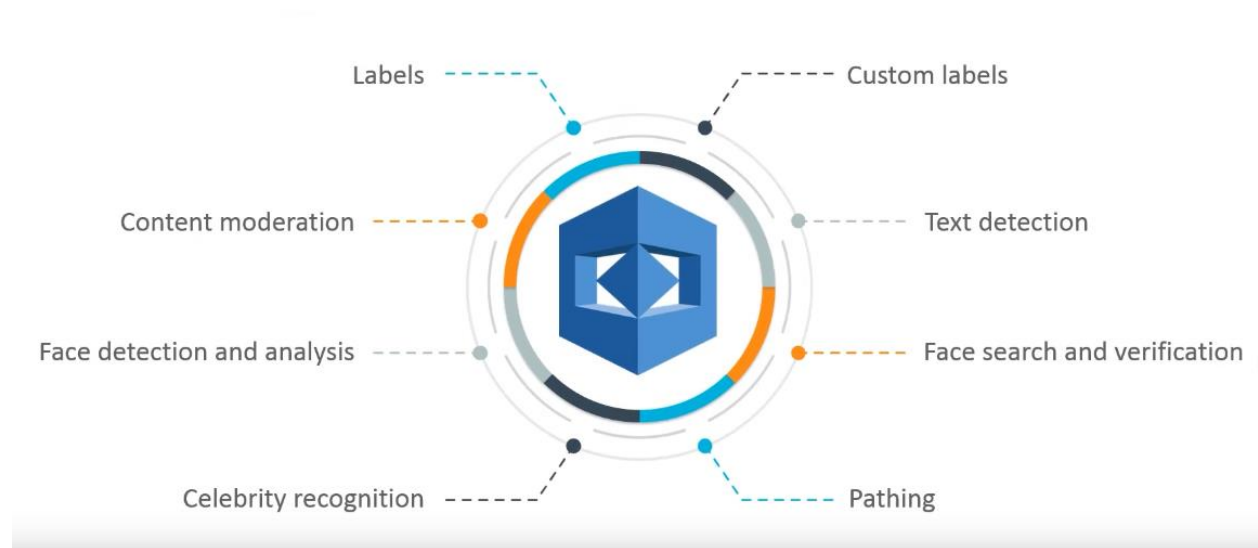 Labels
Custom labels
Content moderation
Text detection
Face detection and analysis
Face search and verification
Celebrity recognition
Pathing